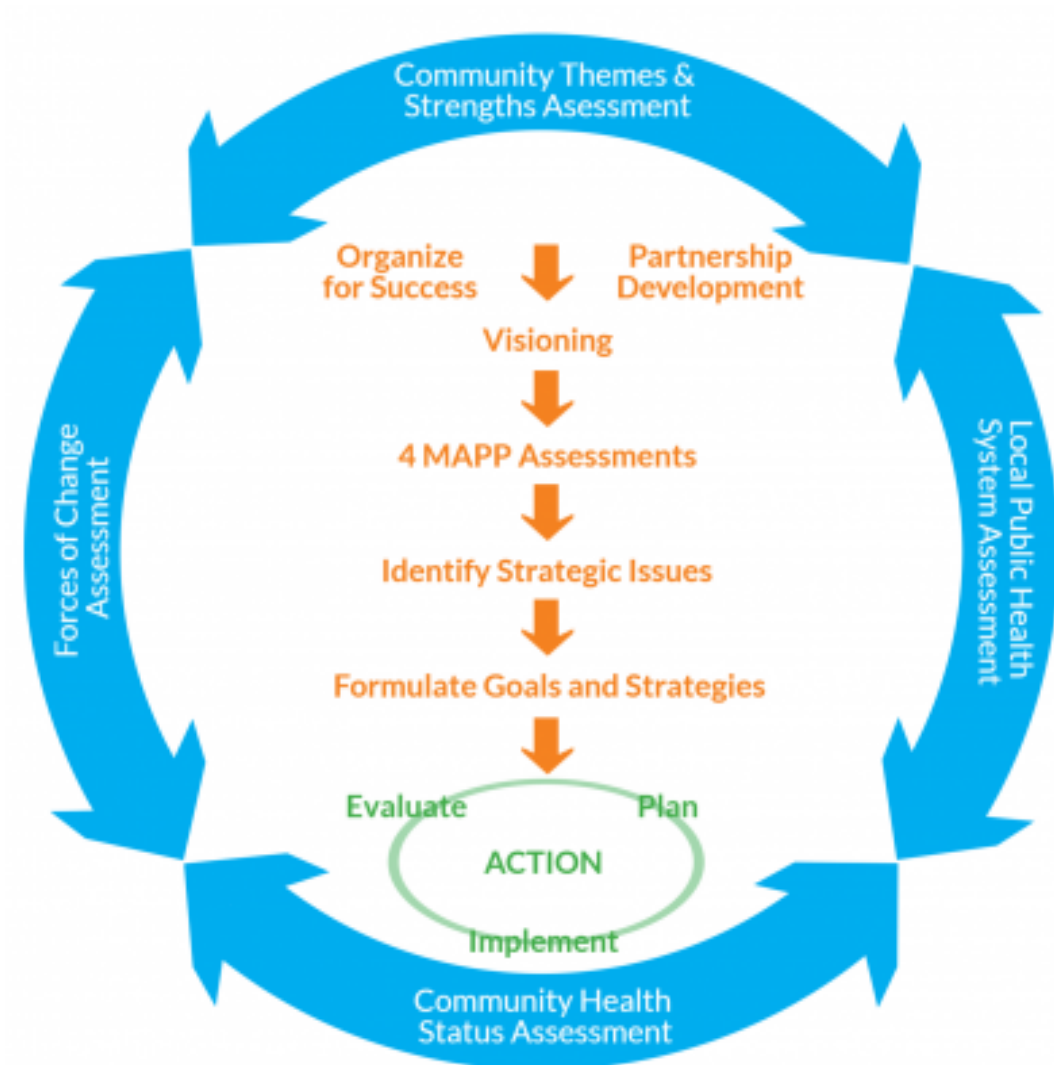 Community Themes &
Strengths Asessment
Organize
for Success
Partnership
Development
Visioning
4 MAPP Assessments
Identify Strategic Issues
Formulate Goals and Strategies
Evaluate
Plan
ACTION
Implement
Forces of Change
Assessment
Local Public Health
System Assessment
Community Health
Status Assessment